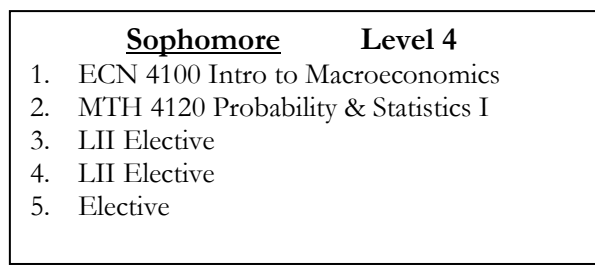 Sophomore Level 4
1. ECN 4100 Intro to Macroeconomics
2. MTH 4120 Probability & Statistics I
3. LII Elective
4. LII Elective
5. Elective